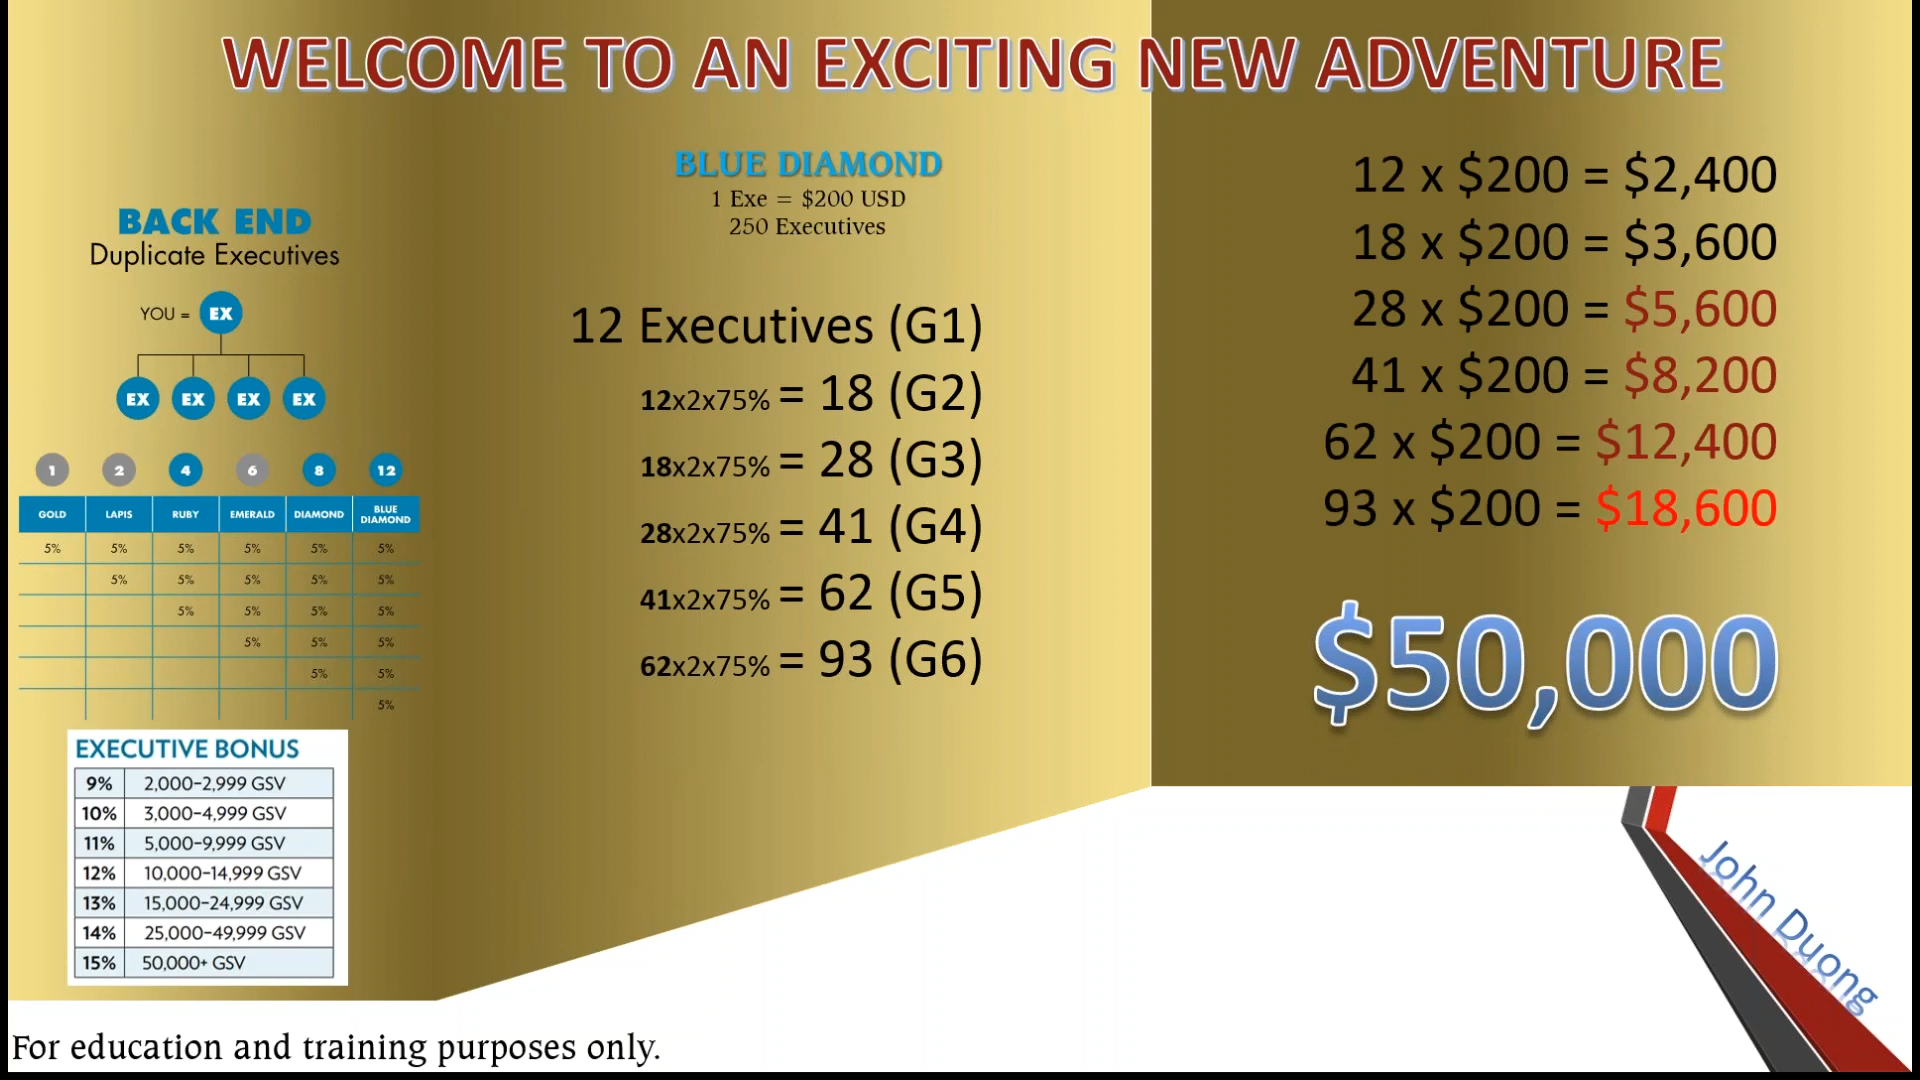 WELCOME TO AN EXCITING NEW ADVENTURE
BACK END
Duplicate Executives
YOU = EX
EX EX EX EX
1 2 4 6 8 12
GOLD LAPIS RUBY EMERALD DIAMOND BLUE DIAMOND
5% 5% 5% 5% 5% 5%
5% 5% 5% 5% 5%
5% 5% 5% 5%
5% 5% 5%
5% 5%
5%
EXECUTIVE BONUS
9% 2,000-2,999 GSV
10% 3,000-4,999 GSV
11% 5,000-9,999 GSV
12% 10,000-14,999 GSV
13% 15,000-24,999 GSV
14% 25,000-49,999 GSV
15% 50,000+ GSV
BLUE DIAMOND
1 Exe = $200 USD
250 Executives
12 Executives (G1)
12x2x75% = 18 (G2)
18x2x75% = 28 (G3)
28x2x75% = 41 (G4)
41x2x75% = 62 (G5)
62x2x75% = 93 (G6)
12 x $200 = $2,400
18 x $200 = $3,600
28 x $200 = $5,600
41 x $200 = $8,200
62 x $200 = $12,400
93 x $200 = $18,600
$50,000
John Duong
For education and training purposes only.